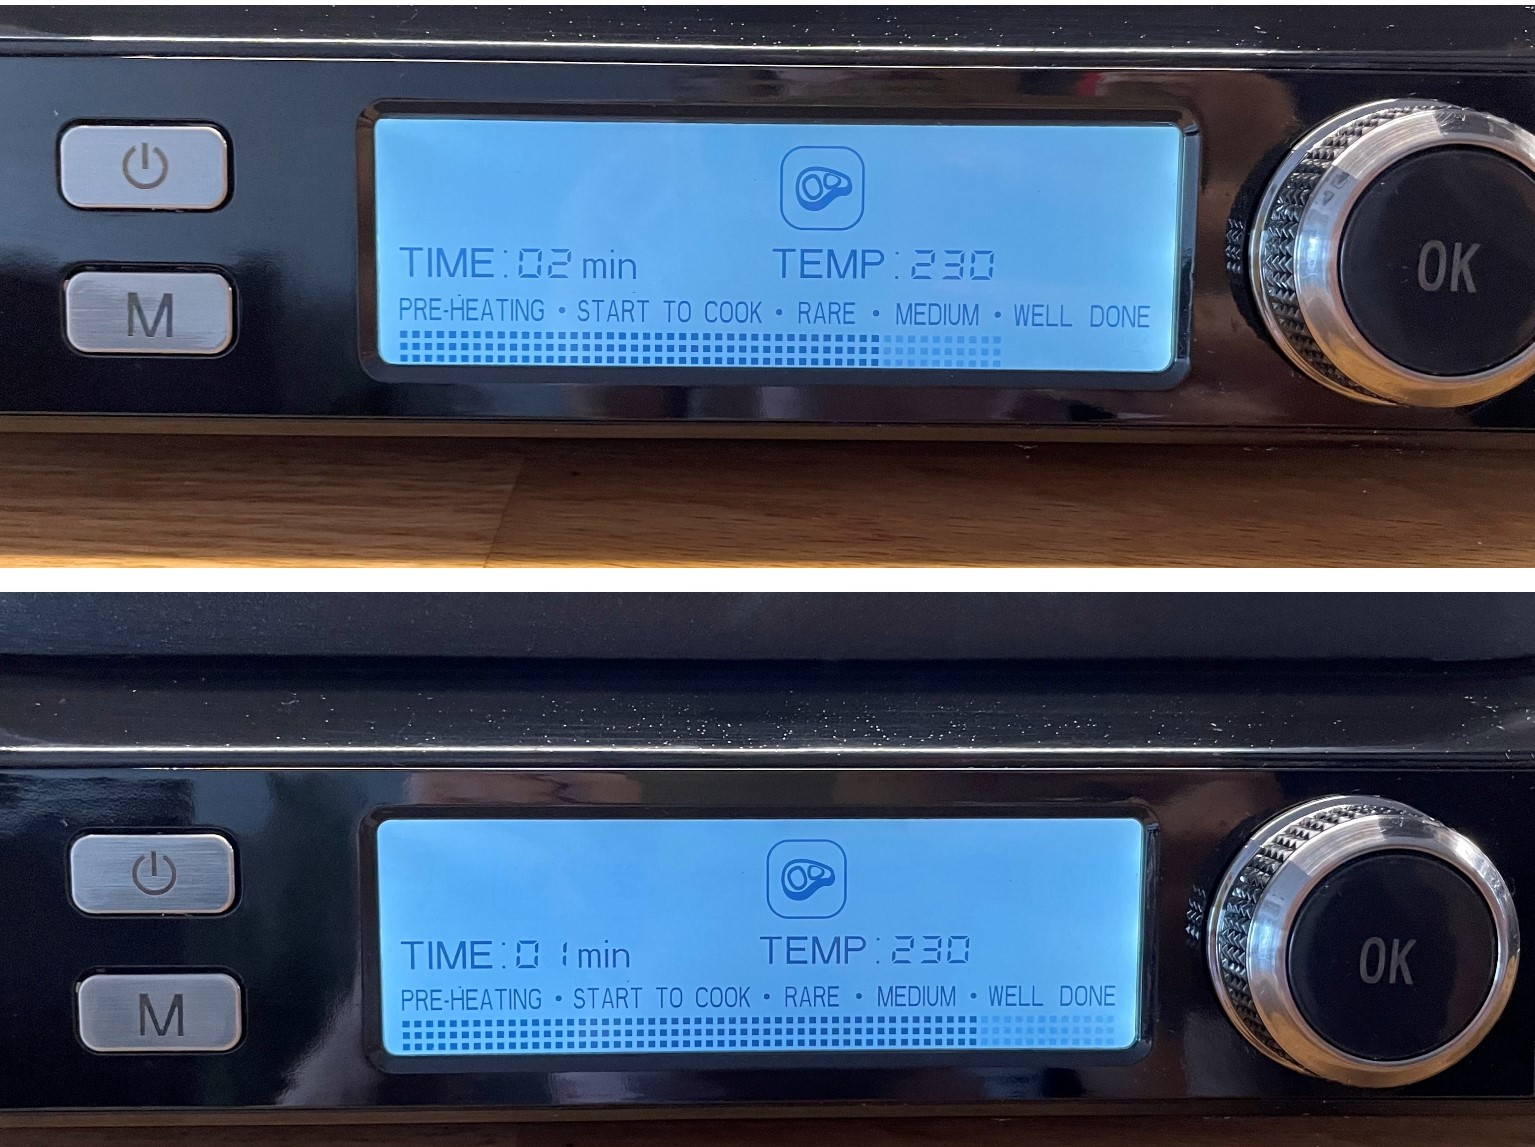 TIME:02 min TEMP:230
PRE-HEATING • START TO COOK • RARE • MEDIUM • WELL DONE
M
OK
TIME:01 min TEMP:230
PRE-HEATING • START TO COOK • RARE • MEDIUM • WELL DONE
M
OK